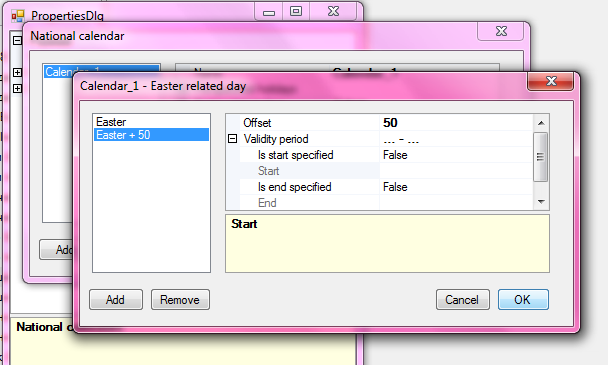 PropertiesDlg
National calendar
Calendar_1
Calendar_1
Calendar_1 - Easter related day
Easter
Easter + 50
Offset 50
Validity period ... - ...
Is start specified False
Start
Is end specified False
End
Start
Add
Add Remove Cancel OK
National c